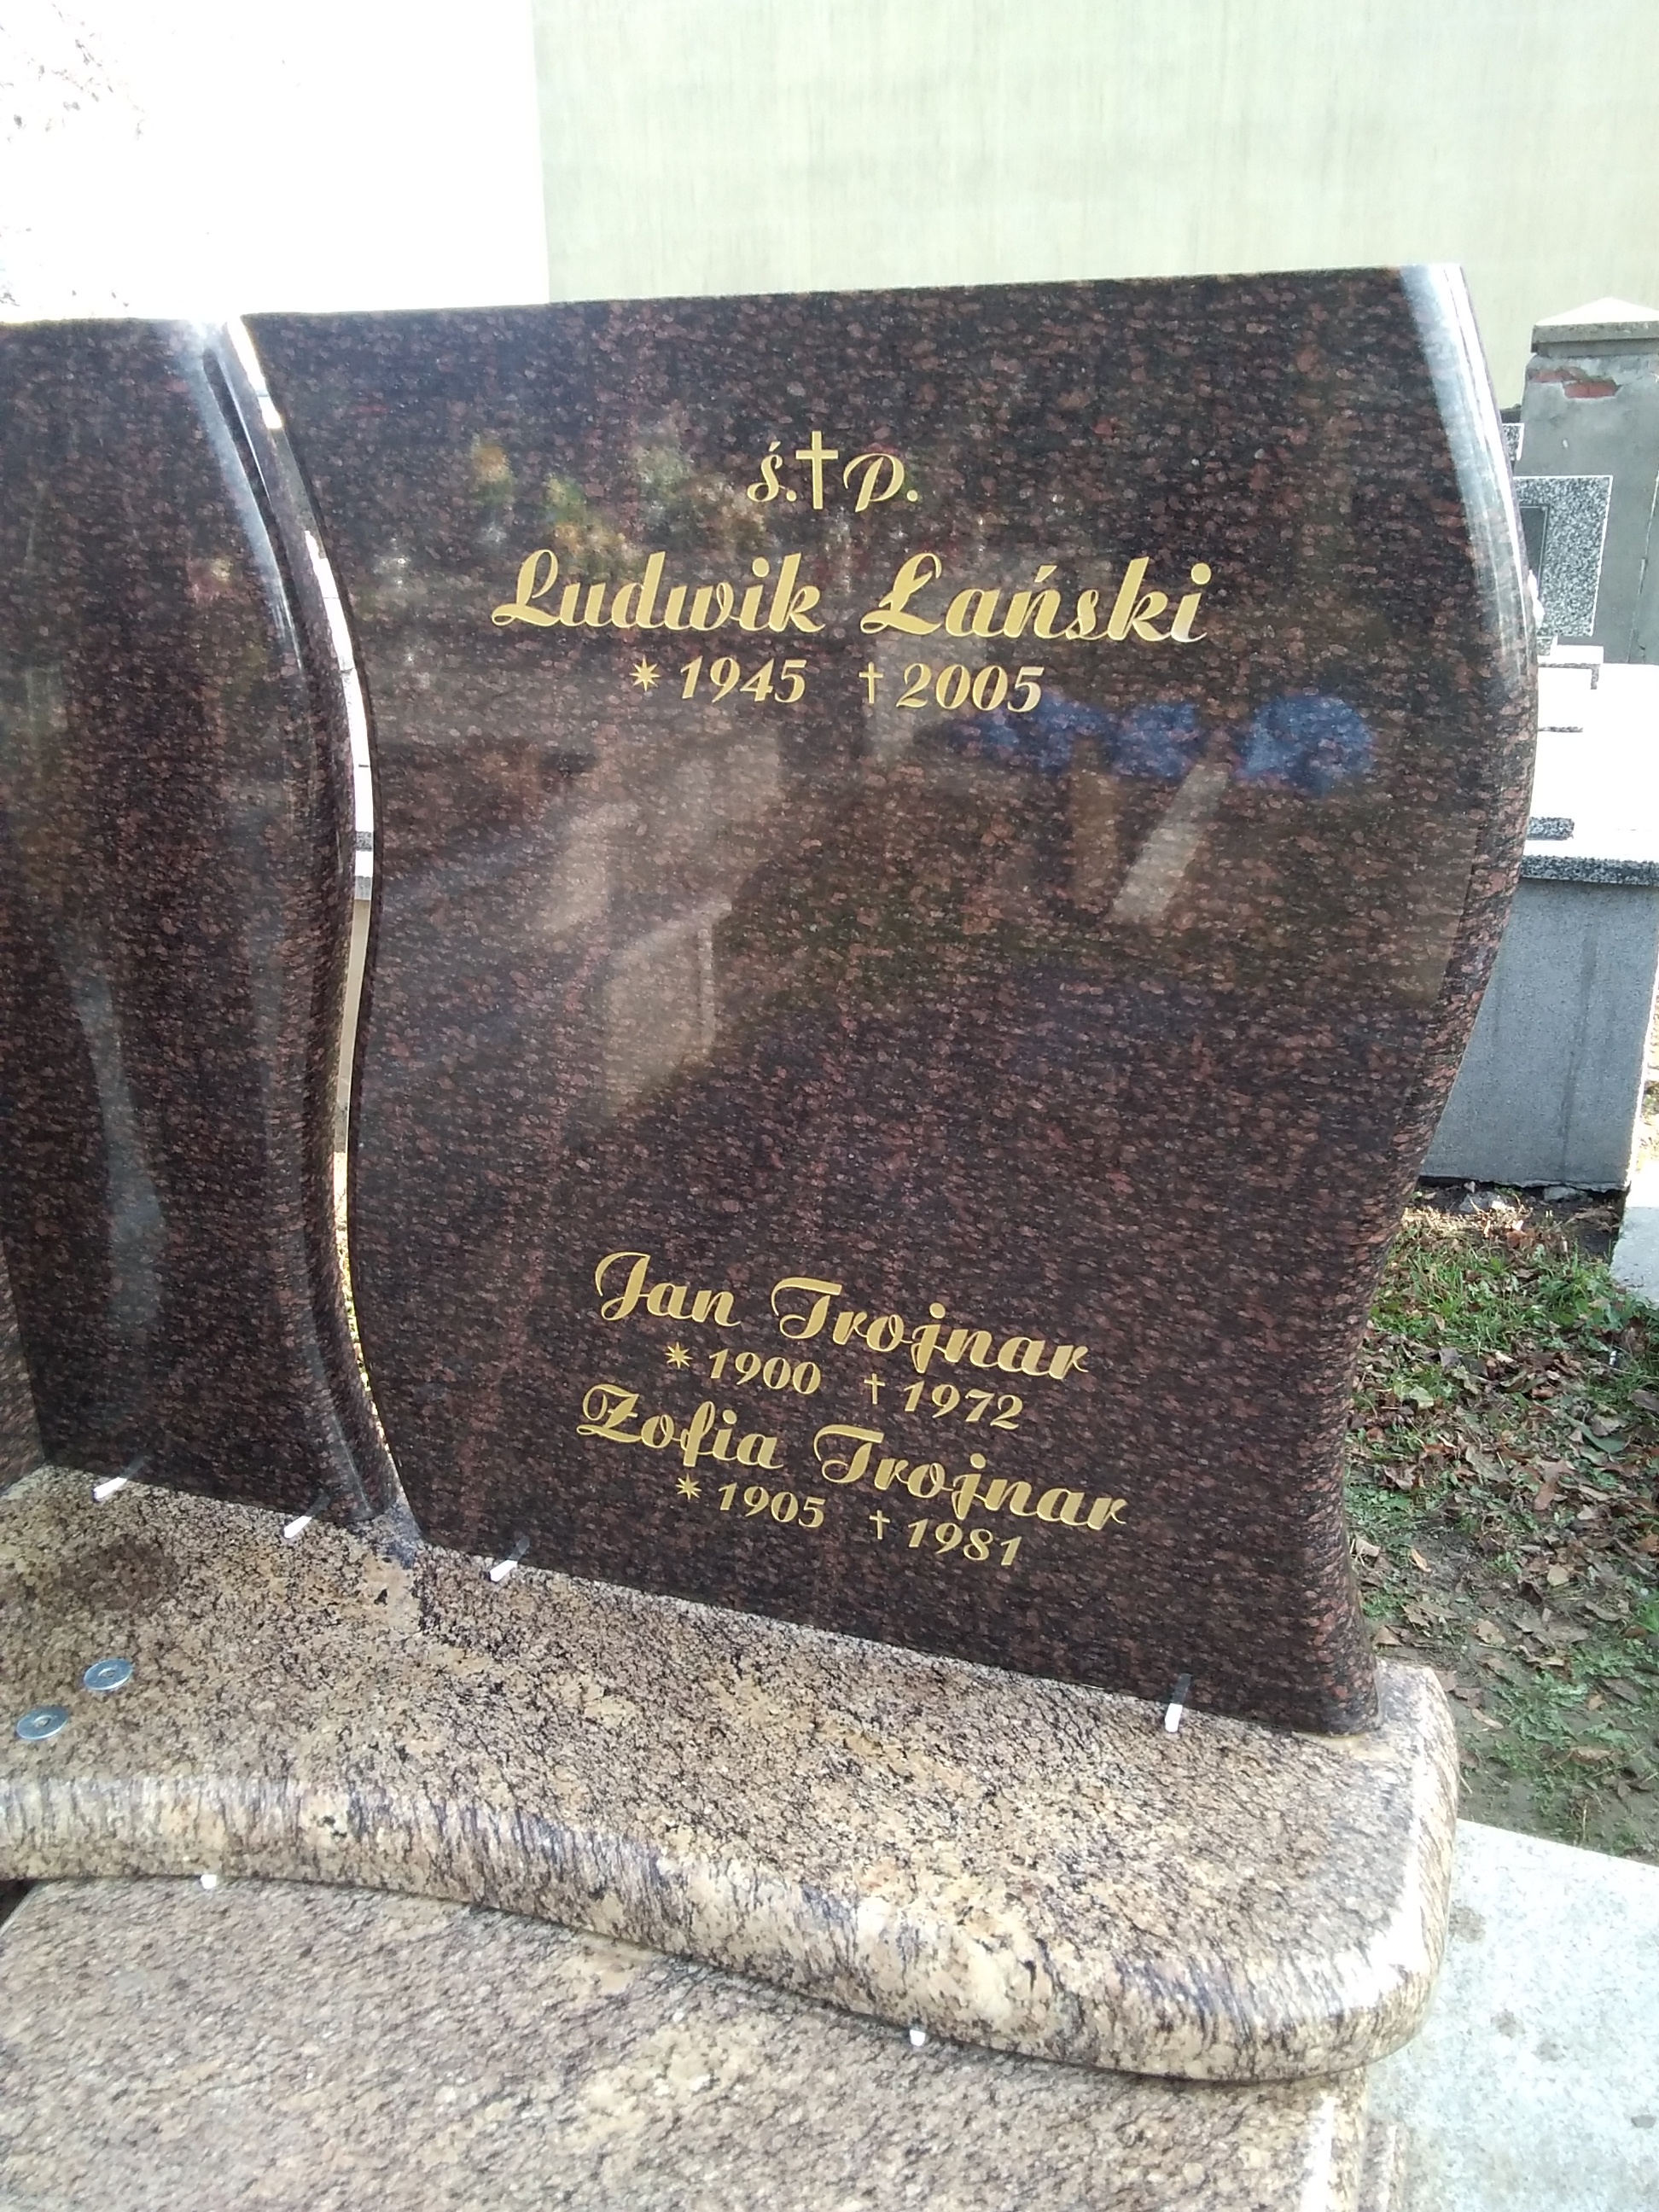 Ś.†P.
Ludwik Łański
* 1945 † 2005
Jan Trojnar
* 1900 † 1972
Zofia Trojnar
* 1905 † 1981